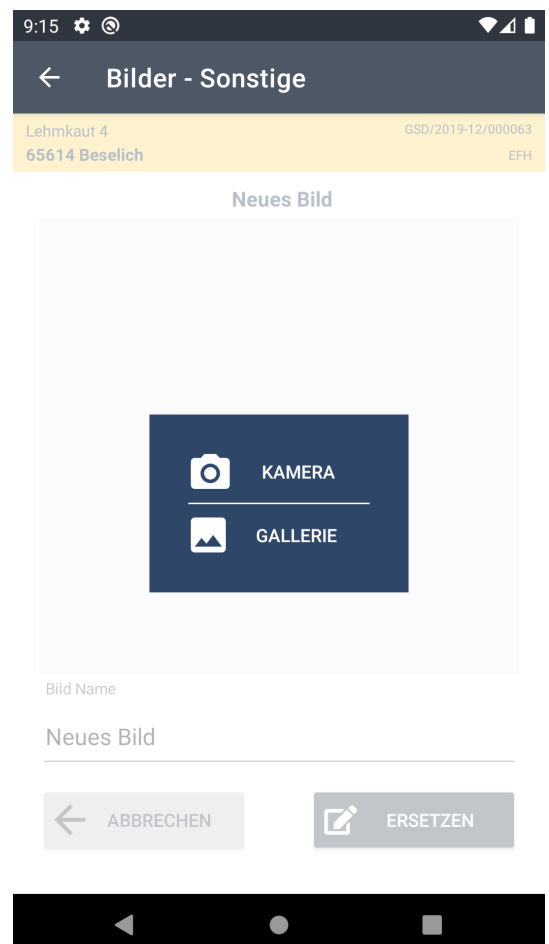 9:15
Bilder - Sonstige
Lehmkaut 4
GSD/2019-12/000063
65614 Beselich
EFH
Neues Bild
KAMERA
GALLERIE
Bild Name
Neues Bild
ABBRECHEN
ERSETZEN